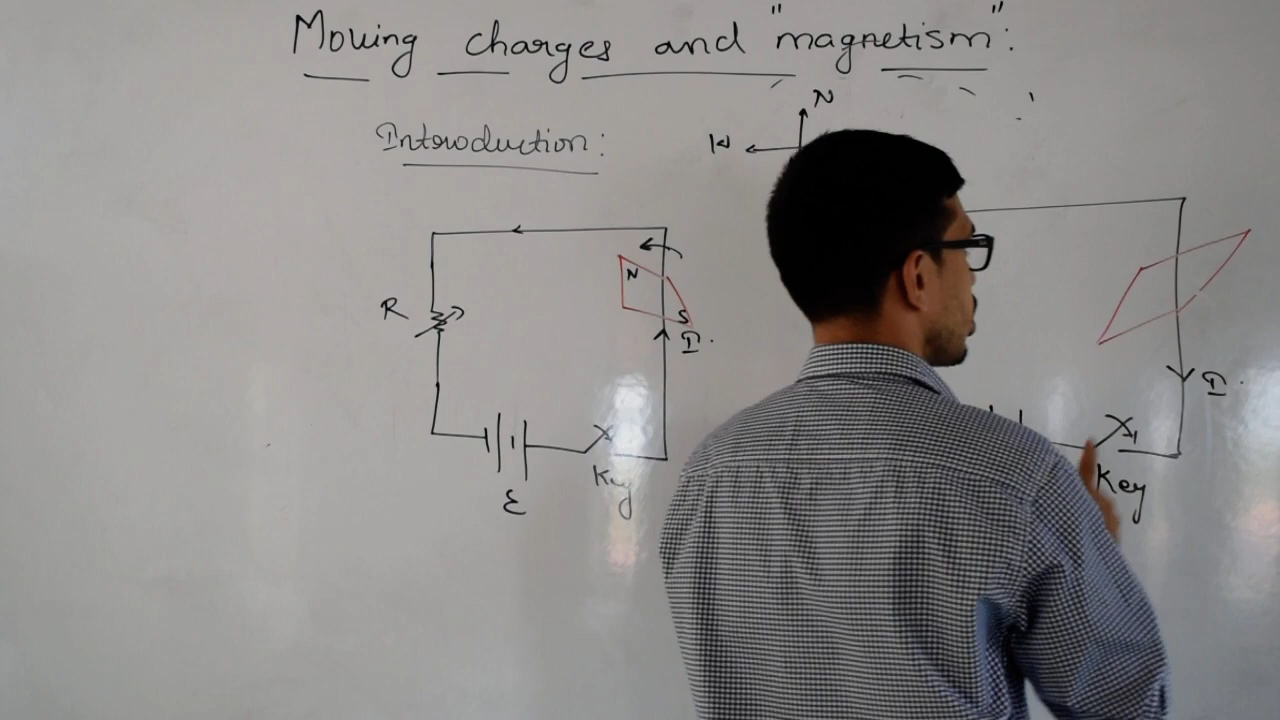 Moving charges and "magnetism":
Introduction:
N
W
N
R
S
I.
I.
Key
Key
ε